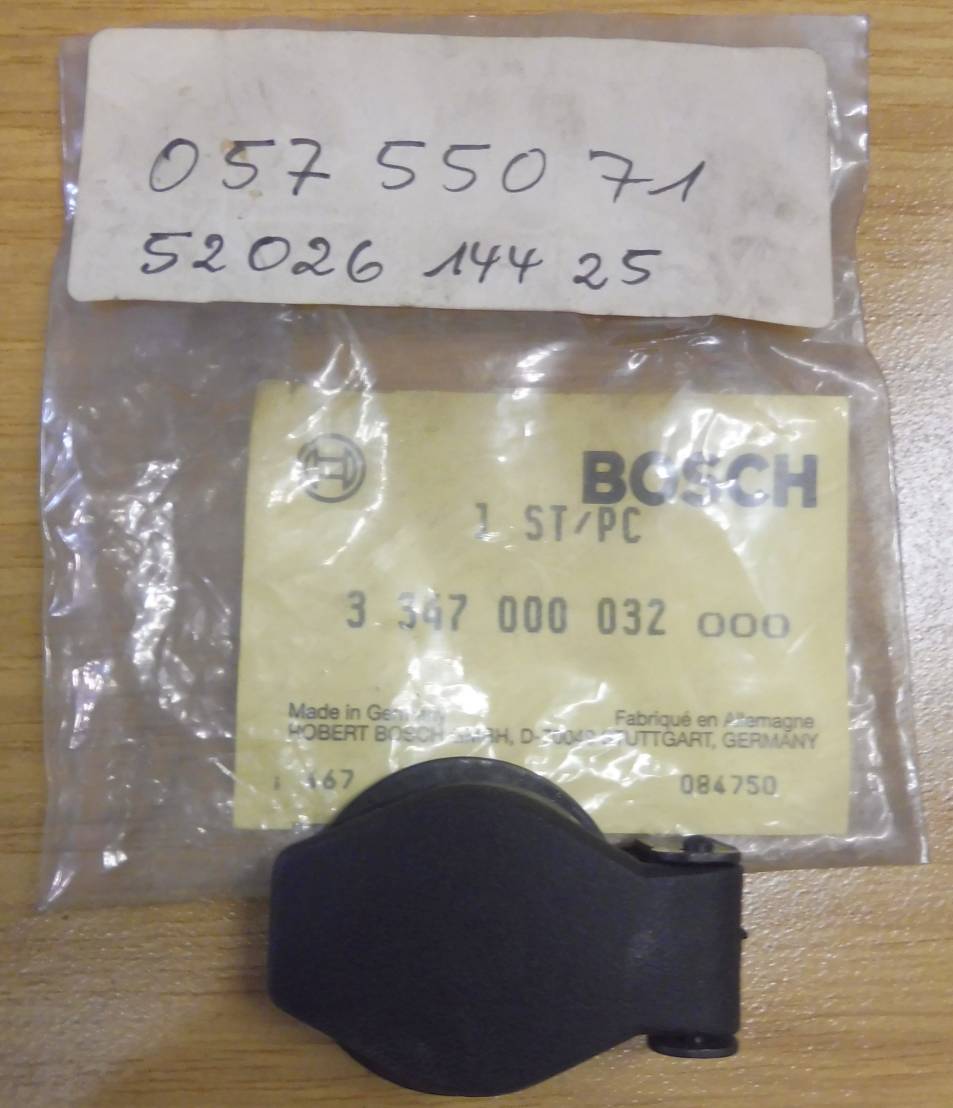 057 550 71
52026 144 25
BOSCH
1 ST/PC
3 347 000 032 000
Made in Germany
Fabriqué en Allemagne
ROBERT BOSCH GMBH, D-70049 STUTTGART, GERMANY
467
084750